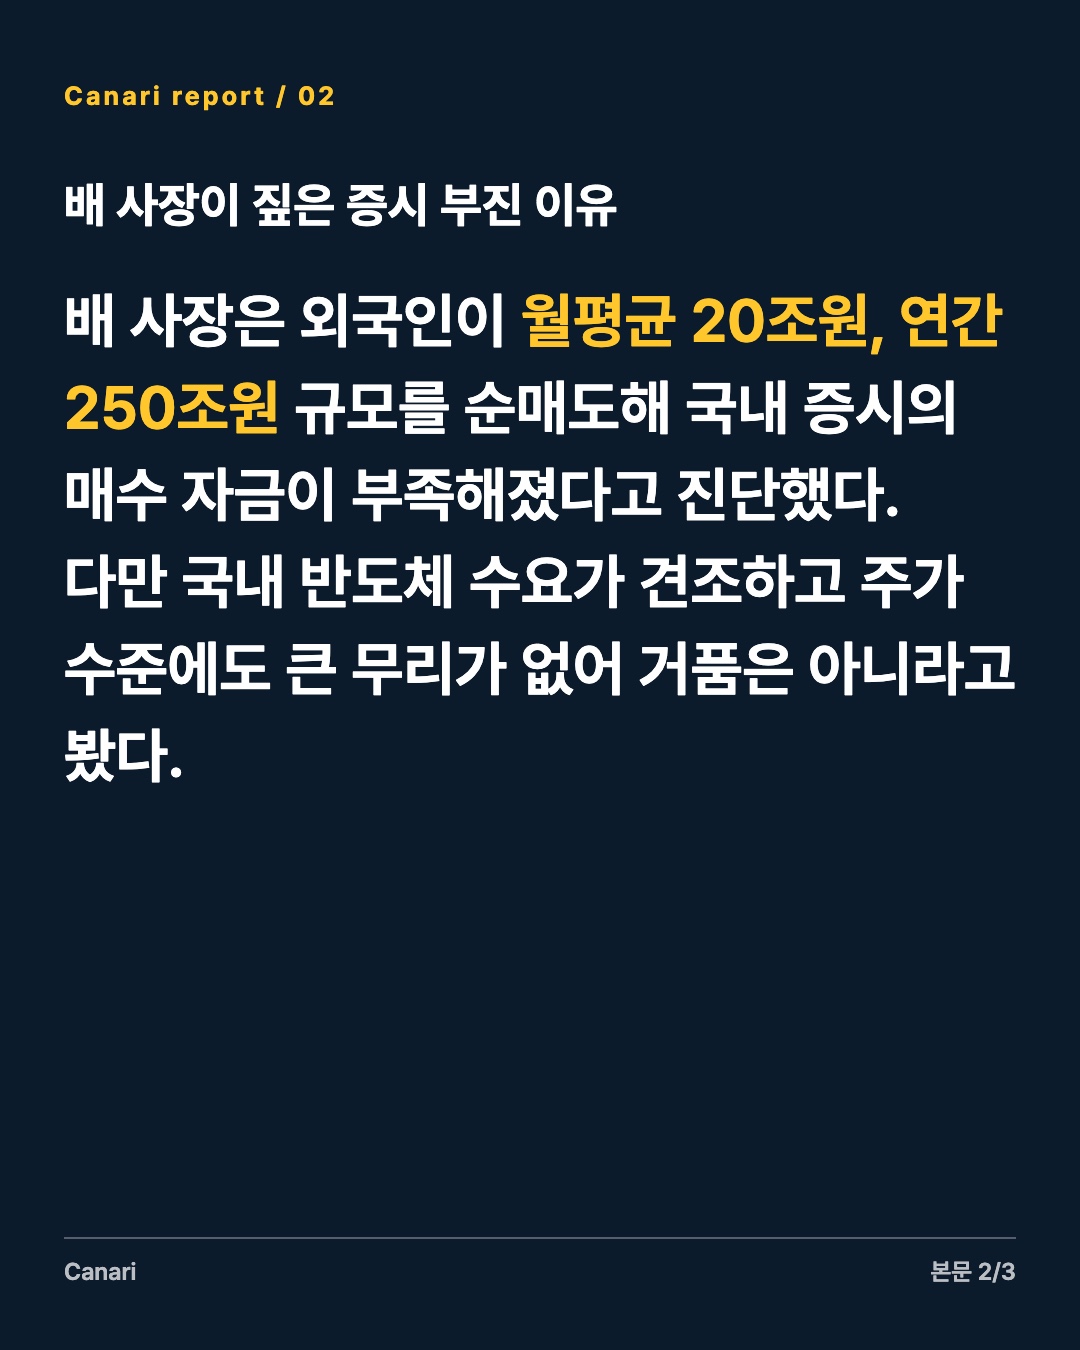 Canari report / 02
배 사장이 짚은 증시 부진 이유
배 사장은 외국인이 월평균 20조원, 연간
250조원 규모를 순매도해 국내 증시의
매수 자금이 부족해졌다고 진단했다.
다만 국내 반도체 수요가 견조하고 주가
수준에도 큰 무리가 없어 거품은 아니라고
봤다.
Canari
본문 2/3